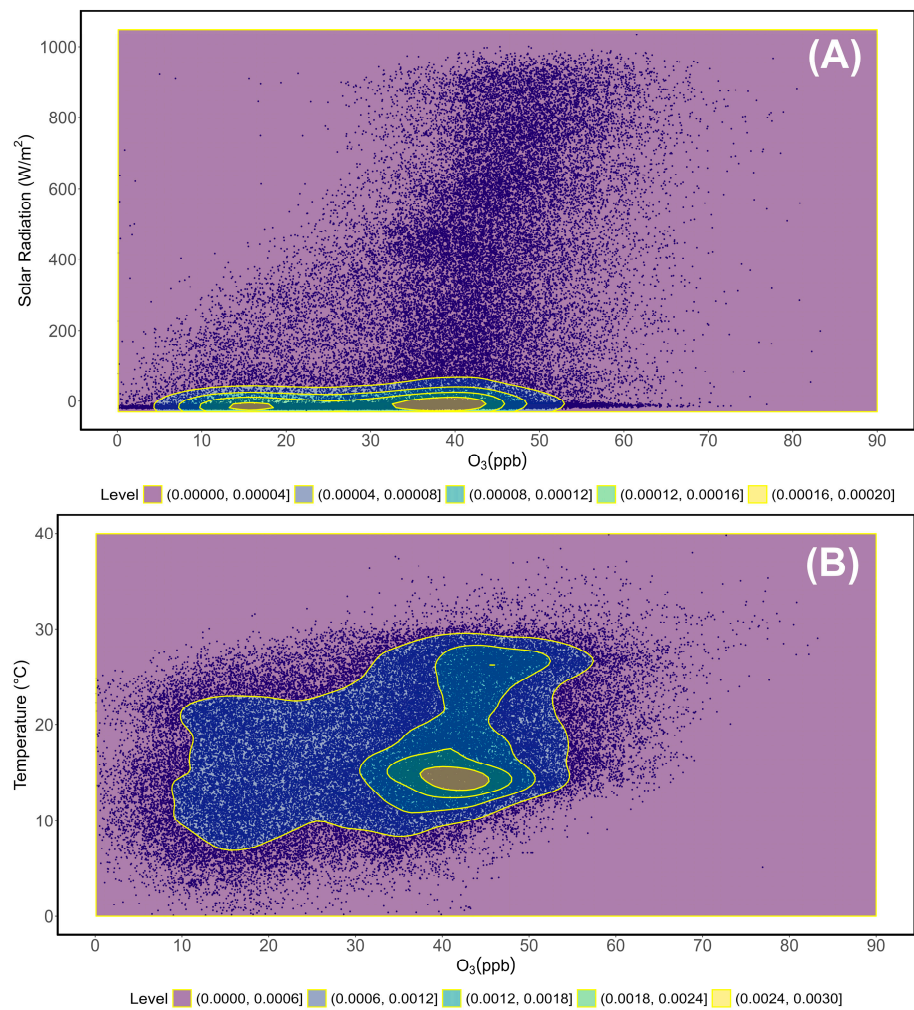 (A)
1000
800
600
400
200
0
Solar Radiation (W/m²)
0 10 20 30 40 50 60 70 80 90
O₃(ppb)
Level (0.00000, 0.00004] (0.00004, 0.00008] (0.00008, 0.00012] (0.00012, 0.00016] (0.00016, 0.00020]
(B)
40
30
20
10
0
Temperature (°C)
0 10 20 30 40 50 60 70 80 90
O₃(ppb)
Level (0.0000, 0.0006] (0.0006, 0.0012] (0.0012, 0.0018] (0.0018, 0.0024] (0.0024, 0.0030]